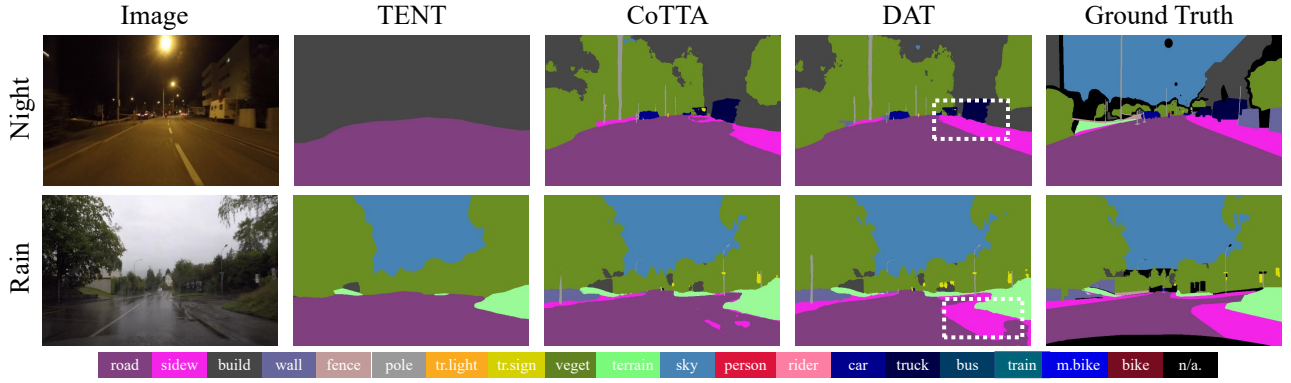 Image TENT CoTTA DAT Ground Truth
Night
Rain
road sidew build wall fence pole tr.light tr.sign veget terrain sky person rider car truck bus train m.bike bike n/a.